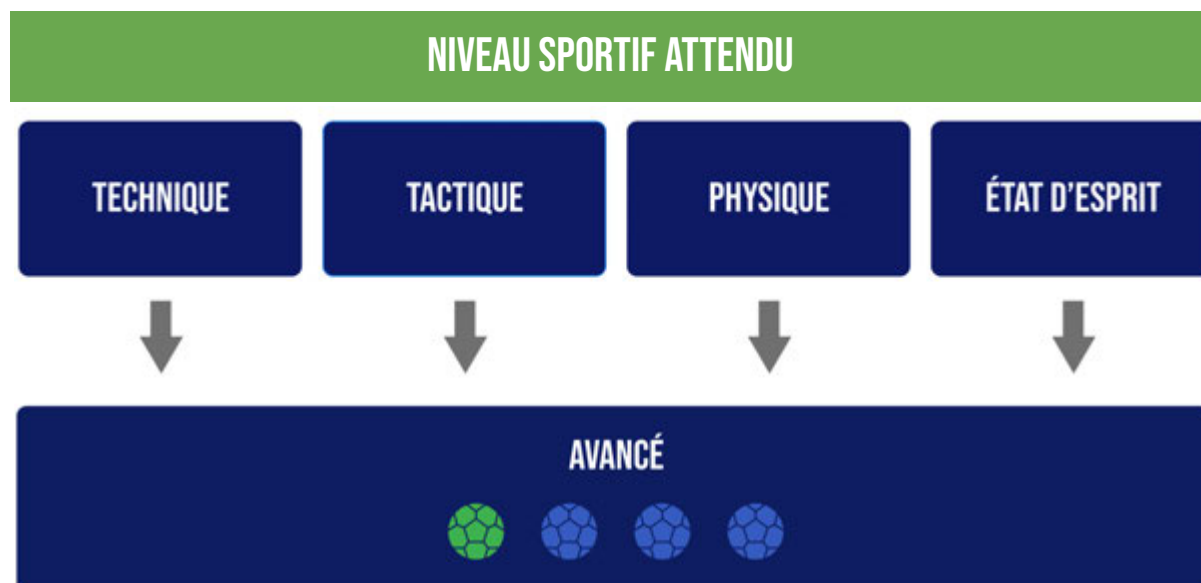 NIVEAU SPORTIF ATTENDU
TECHNIQUE
TACTIQUE
PHYSIQUE
ÉTAT D'ESPRIT
AVANCÉ